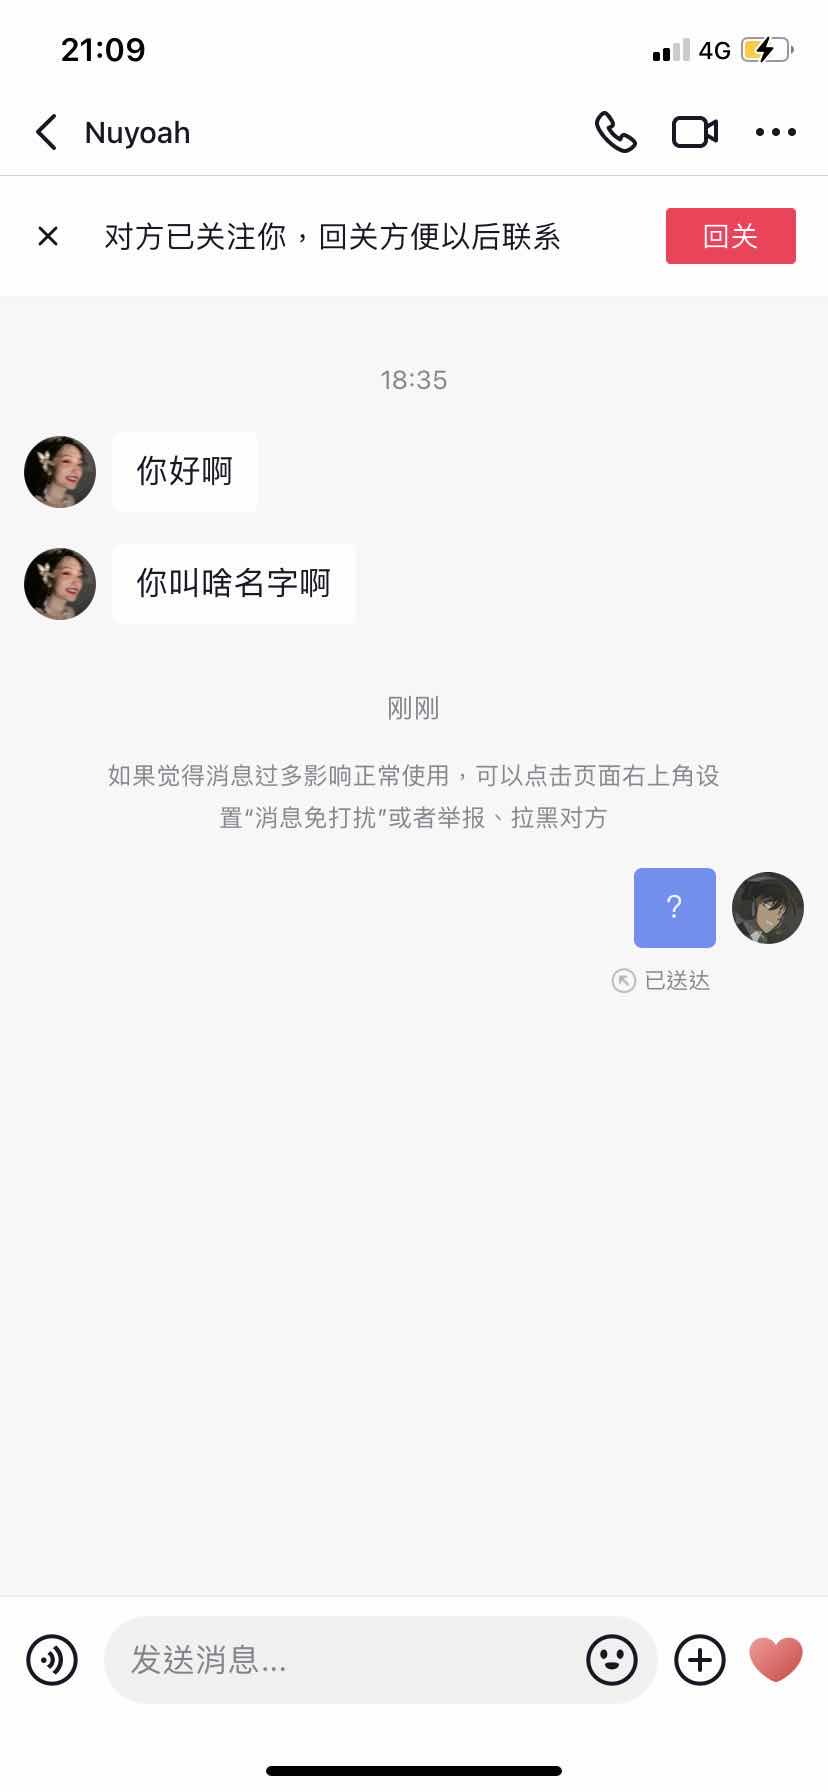 21:09
4G
Nuyoah
对方已关注你，回关方便以后联系
回关
18:35
你好啊
你叫啥名字啊
刚刚
如果觉得消息过多影响正常使用，可以点击页面右上角设
置“消息免打扰”或者举报、拉黑对方
?
已送达
发送消息...